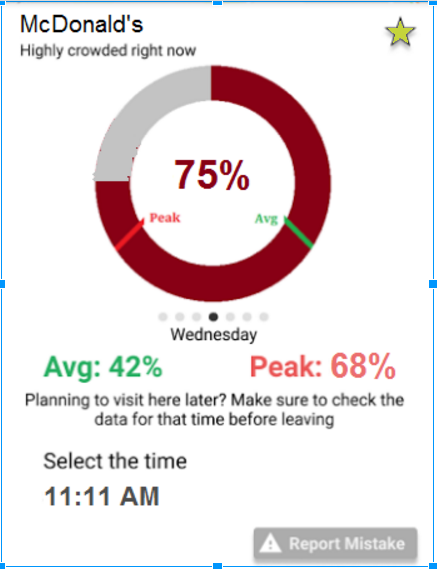 McDonald's
Highly crowded right now
75%
Peak
Avg
Wednesday
Avg: 42%
Peak: 68%
Planning to visit here later? Make sure to check the
data for that time before leaving
Select the time
11:11 AM
Report Mistake